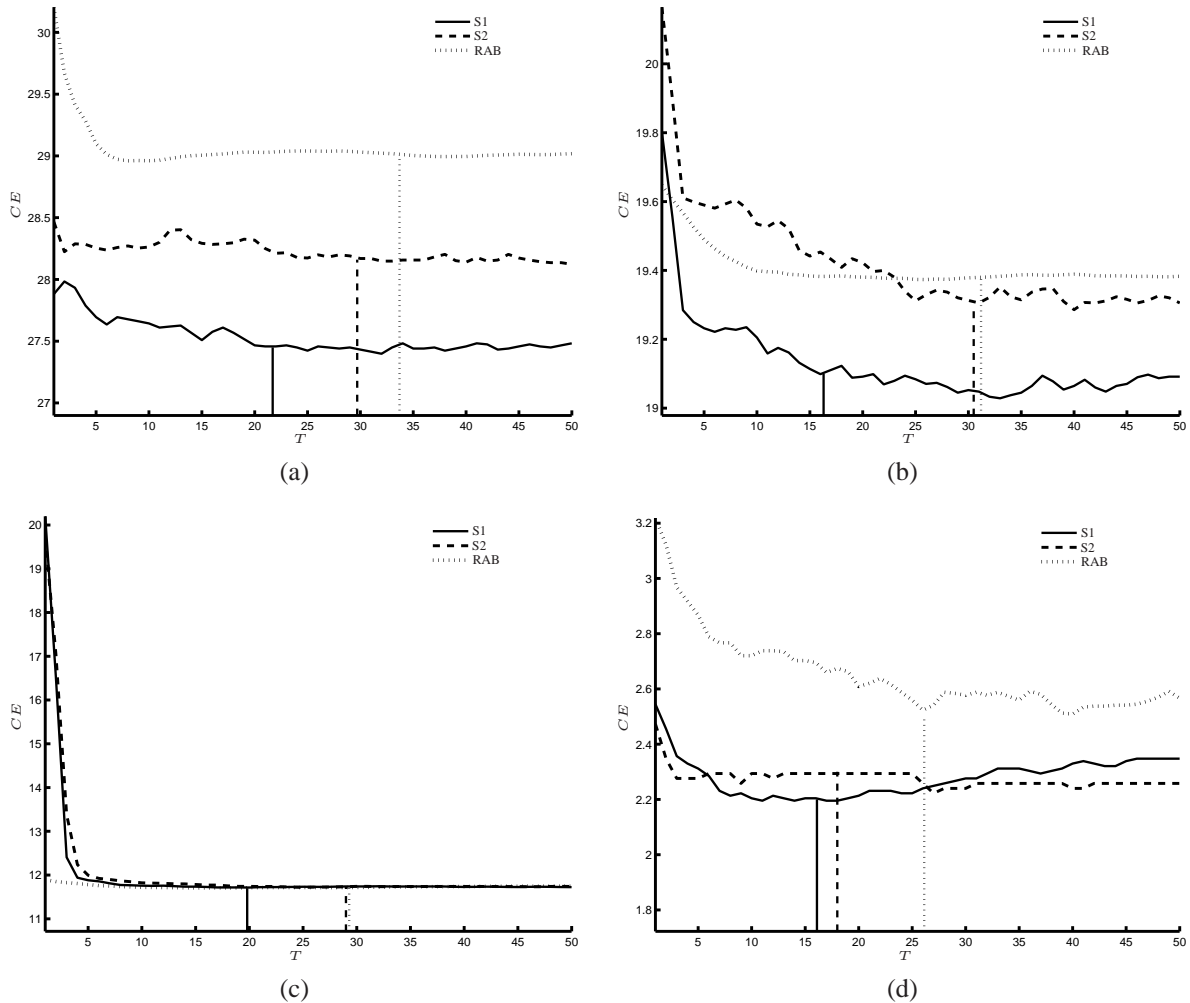 S1
S2
RAB
30
29.5
29
28.5
28
27.5
27
CE
5 10 15 20 25 30 35 40 45 50
T
(a)
S1
S2
RAB
20
19.8
19.6
19.4
19.2
19
CE
5 10 15 20 25 30 35 40 45 50
T
(b)
S1
S2
RAB
20
19
18
17
16
15
14
13
12
11
CE
5 10 15 20 25 30 35 40 45 50
T
(c)
S1
S2
RAB
3.2
3
2.8
2.6
2.4
2.2
2
1.8
CE
5 10 15 20 25 30 35 40 45 50
T
(d)